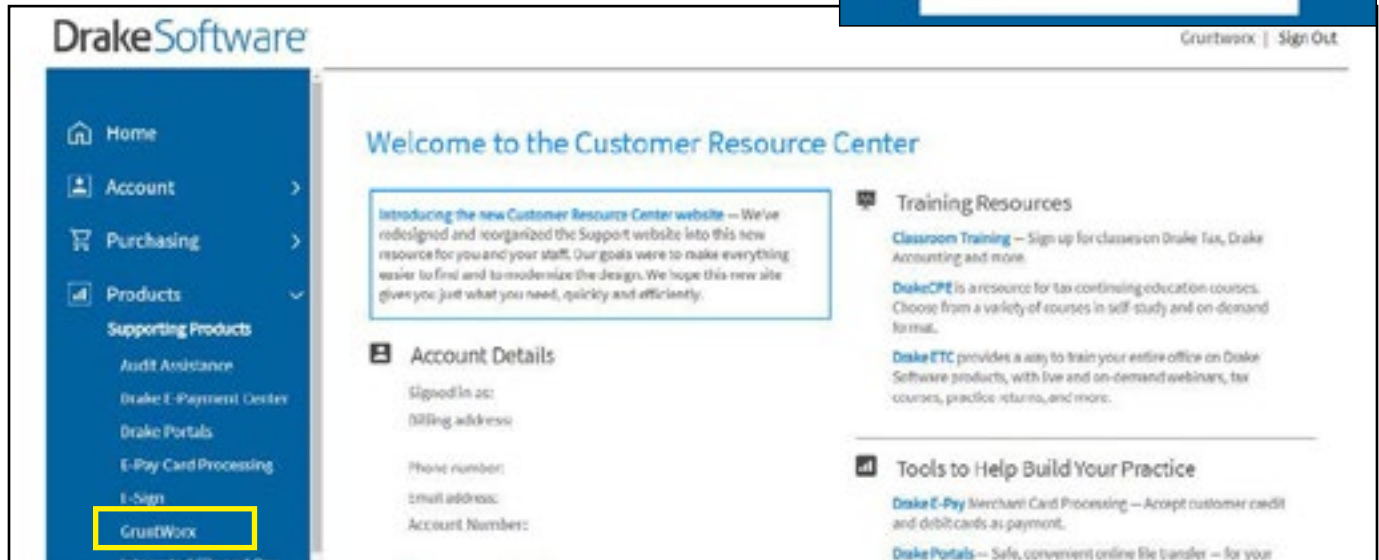 DrakeSoftware
Gruntworx | Sign Out
Home
Account
Purchasing
Products
Supporting Products
Audit Assistance
Drake E-Payment Center
Drake Portals
E-Pay Card Processing
E-Sign
GruntWorx
Welcome to the Customer Resource Center
Introducing the new Customer Resource Center website — We've
redesigned and reorganized the Support website into this new
resource for you and your staff. Our goals were to make everything
easier to find and to modernize the design. We hope this new site
gives you just what you need, quickly and efficiently.
Account Details
Signed in as:
Billing address:
Phone number:
Email address:
Account Number:
Training Resources
Classroom Training — Sign up for classes on Drake Tax, Drake
Accounting and more.
DrakeCPE is a resource for tax continuing education courses.
Choose from a variety of courses in self-study and on-demand
format.
Drake ETC provides a way to train your entire office on Drake
Software products, with live and on-demand webinars, tax
courses, practice returns, and more.
Tools to Help Build Your Practice
Drake E-Pay Merchant Card Processing — Accept customer credit
and debit cards as payment.
Drake Portals — Safe, convenient online file transfer — for your